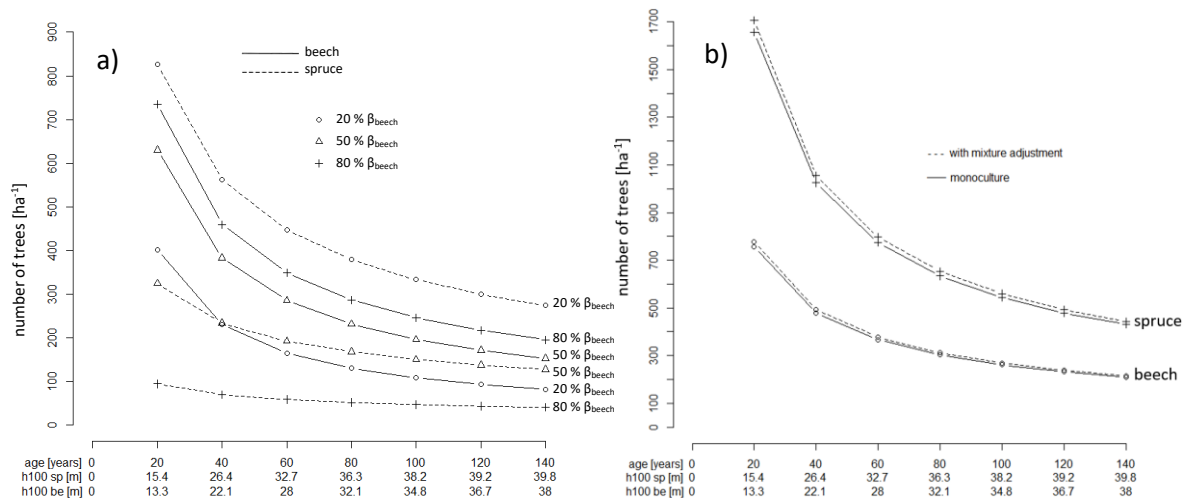 a)
beech
spruce
20 % βbeech
50 % βbeech
80 % βbeech
number of trees [ha⁻¹]
900
800
700
600
500
400
300
200
100
0
20 % βbeech
80 % βbeech
50 % βbeech
50 % βbeech
20 % βbeech
80 % βbeech
age [years] 0 20 40 60 80 100 120 140
h100 sp [m] 0 15.4 26.4 32.7 36.3 38.2 39.2 39.8
h100 be [m] 0 13.3 22.1 28 32.1 34.8 36.7 38
b)
with mixture adjustment
monoculture
number of trees [ha⁻¹]
1700
1500
1300
1100
900
700
500
300
100
0
spruce
beech
age [years] 0 20 40 60 80 100 120 140
h100 sp [m] 0 15.4 26.4 32.7 36.3 38.2 39.2 39.8
h100 be [m] 0 13.3 22.1 28 32.1 34.8 36.7 38